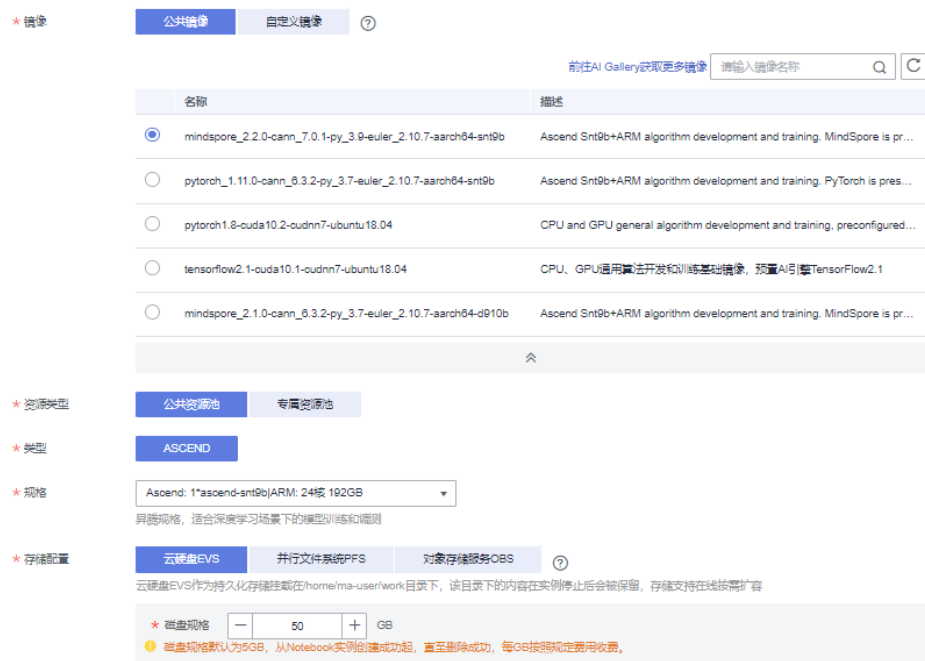 * 镜像 公共镜像 自定义镜像 ?
前往AI Gallery获取更多镜像 请输入镜像名称
名称 描述
mindspore_2.2.0-cann_7.0.1-py_3.9-euler_2.10.7-aarch64-snt9b Ascend Snt9b+ARM algorithm development and training. MindSpore is pr...
pytorch_1.11.0-cann_6.3.2-py_3.7-euler_2.10.7-aarch64-snt9b Ascend Snt9b+ARM algorithm development and training. PyTorch is pres...
pytorch1.8-cuda10.2-cudnn7-ubuntu18.04 CPU and GPU general algorithm development and training, preconfigured...
tensorflow2.1-cuda10.1-cudnn7-ubuntu18.04 CPU、GPU通用算法开发和训练基础镜像，预置AI引擎TensorFlow2.1
mindspore_2.1.0-cann_6.3.2-py_3.7-euler_2.10.7-aarch64-d910b Ascend Snt9b+ARM algorithm development and training. MindSpore is pr...
* 资源类型 公共资源池 专属资源池
* 类型 ASCEND
* 规格 Ascend: 1*ascend-snt9b|ARM: 24核 192GB
昇腾规格，适合深度学习场景下的模型训练和调测
* 存储配置 云硬盘EVS 并行文件系统PFS 对象存储服务OBS ?
云硬盘EVS作为持久化存储挂载在/home/ma-user/work目录下，该目录下的内容在实例停止后会被保留，存储支持在线按需扩容
* 磁盘规格 — 50 + GB
磁盘规格默认为5GB，从Notebook实例创建成功起，直至删除成功，每GB按照规定费用收费。